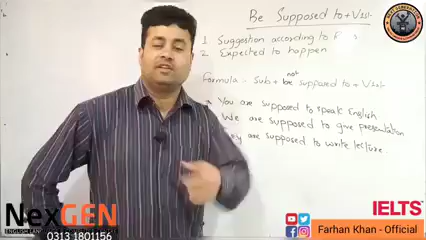 Be Supposed to + V1st
1 Suggestion according to
2 Expected to happen
not
Formula - Sub + be supposed to + V1st
You are supposed to speak English
We are supposed to give presentation
are supposed to write lecture.
NexGEN
0313 1801156
IELTS
Farhan Khan - Official